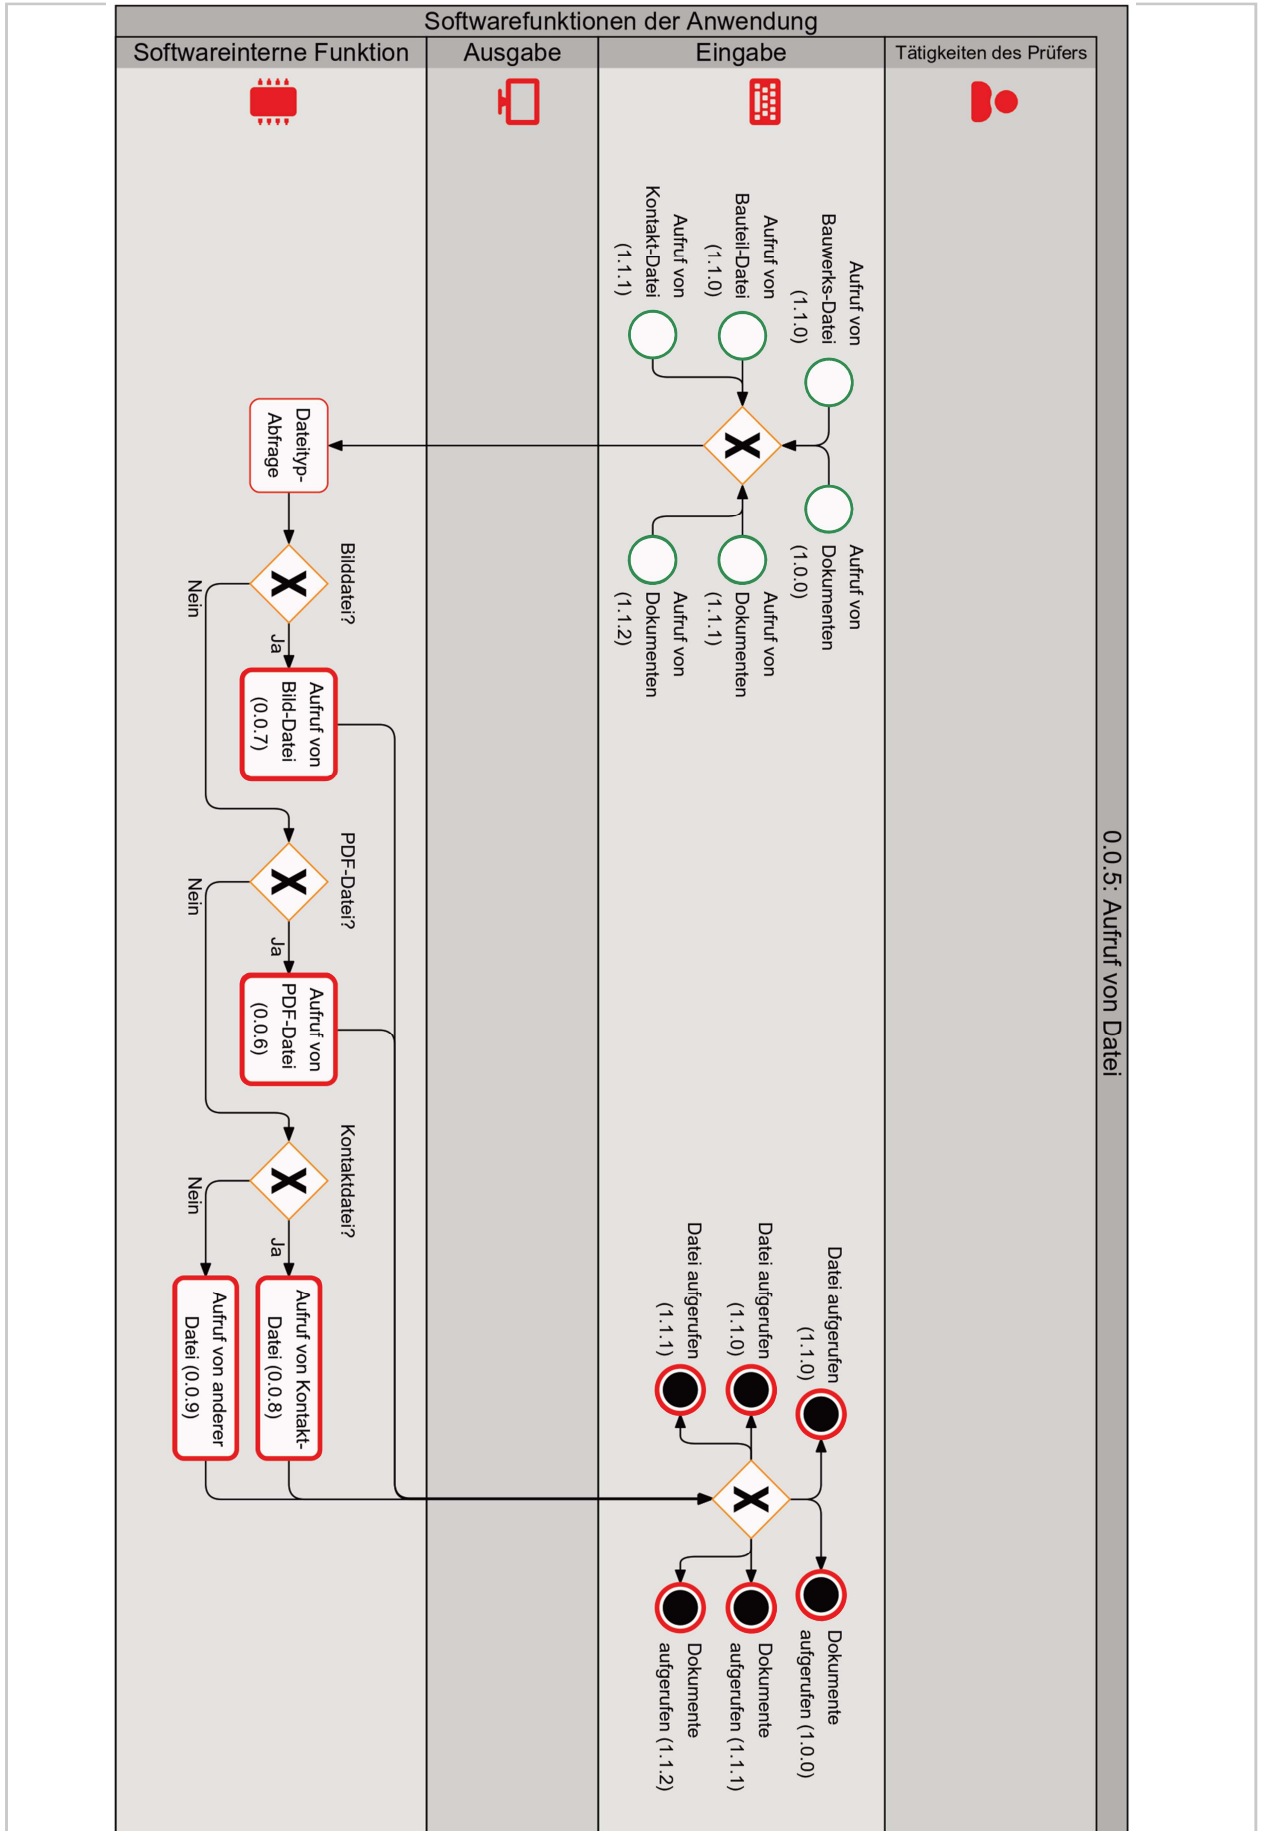 Softwarefunktionen der Anwendung
Softwareinterne Funktion
Ausgabe
Eingabe
Tätigkeiten des Prüfers
0.0.5: Aufruf von Datei
Aufruf von
Bauwerks-Datei
(1.1.0)
Aufruf von
Bauteil-Datei
(1.1.0)
Aufruf von
Kontakt-Datei
(1.1.1)
X
Aufruf von
Dokumenten
(1.0.0)
Aufruf von
Dokumenten
(1.1.1)
Aufruf von
Dokumenten
(1.1.2)
Dateityp-
Abfrage
Bilddatei?
X
Nein
Ja
Aufruf von
Bild-Datei
(0.0.7)
PDF-Datei?
X
Nein
Ja
Aufruf von
PDF-Datei
(0.0.6)
Kontaktdatei?
X
Nein
Ja
Aufruf von Kontakt-
Datei (0.0.8)
Aufruf von anderer
Datei (0.0.9)
Datei aufgerufen
(1.1.0)
Datei aufgerufen
(1.1.0)
Datei aufgerufen
(1.1.1)
X
Dokumente
aufgerufen (1.0.0)
Dokumente
aufgerufen (1.1.1)
Dokumente
aufgerufen (1.1.2)